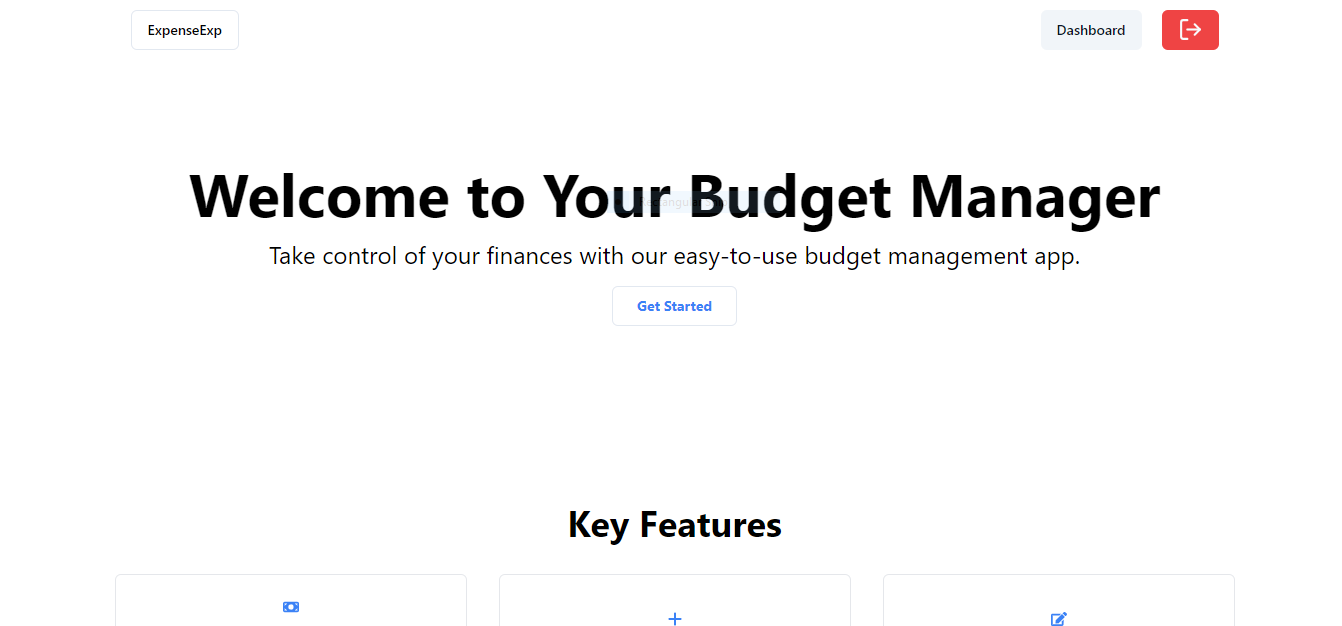 ExpenseExp
Dashboard
Welcome to Your Budget Manager
Take control of your finances with our easy-to-use budget management app.
Get Started
Key Features